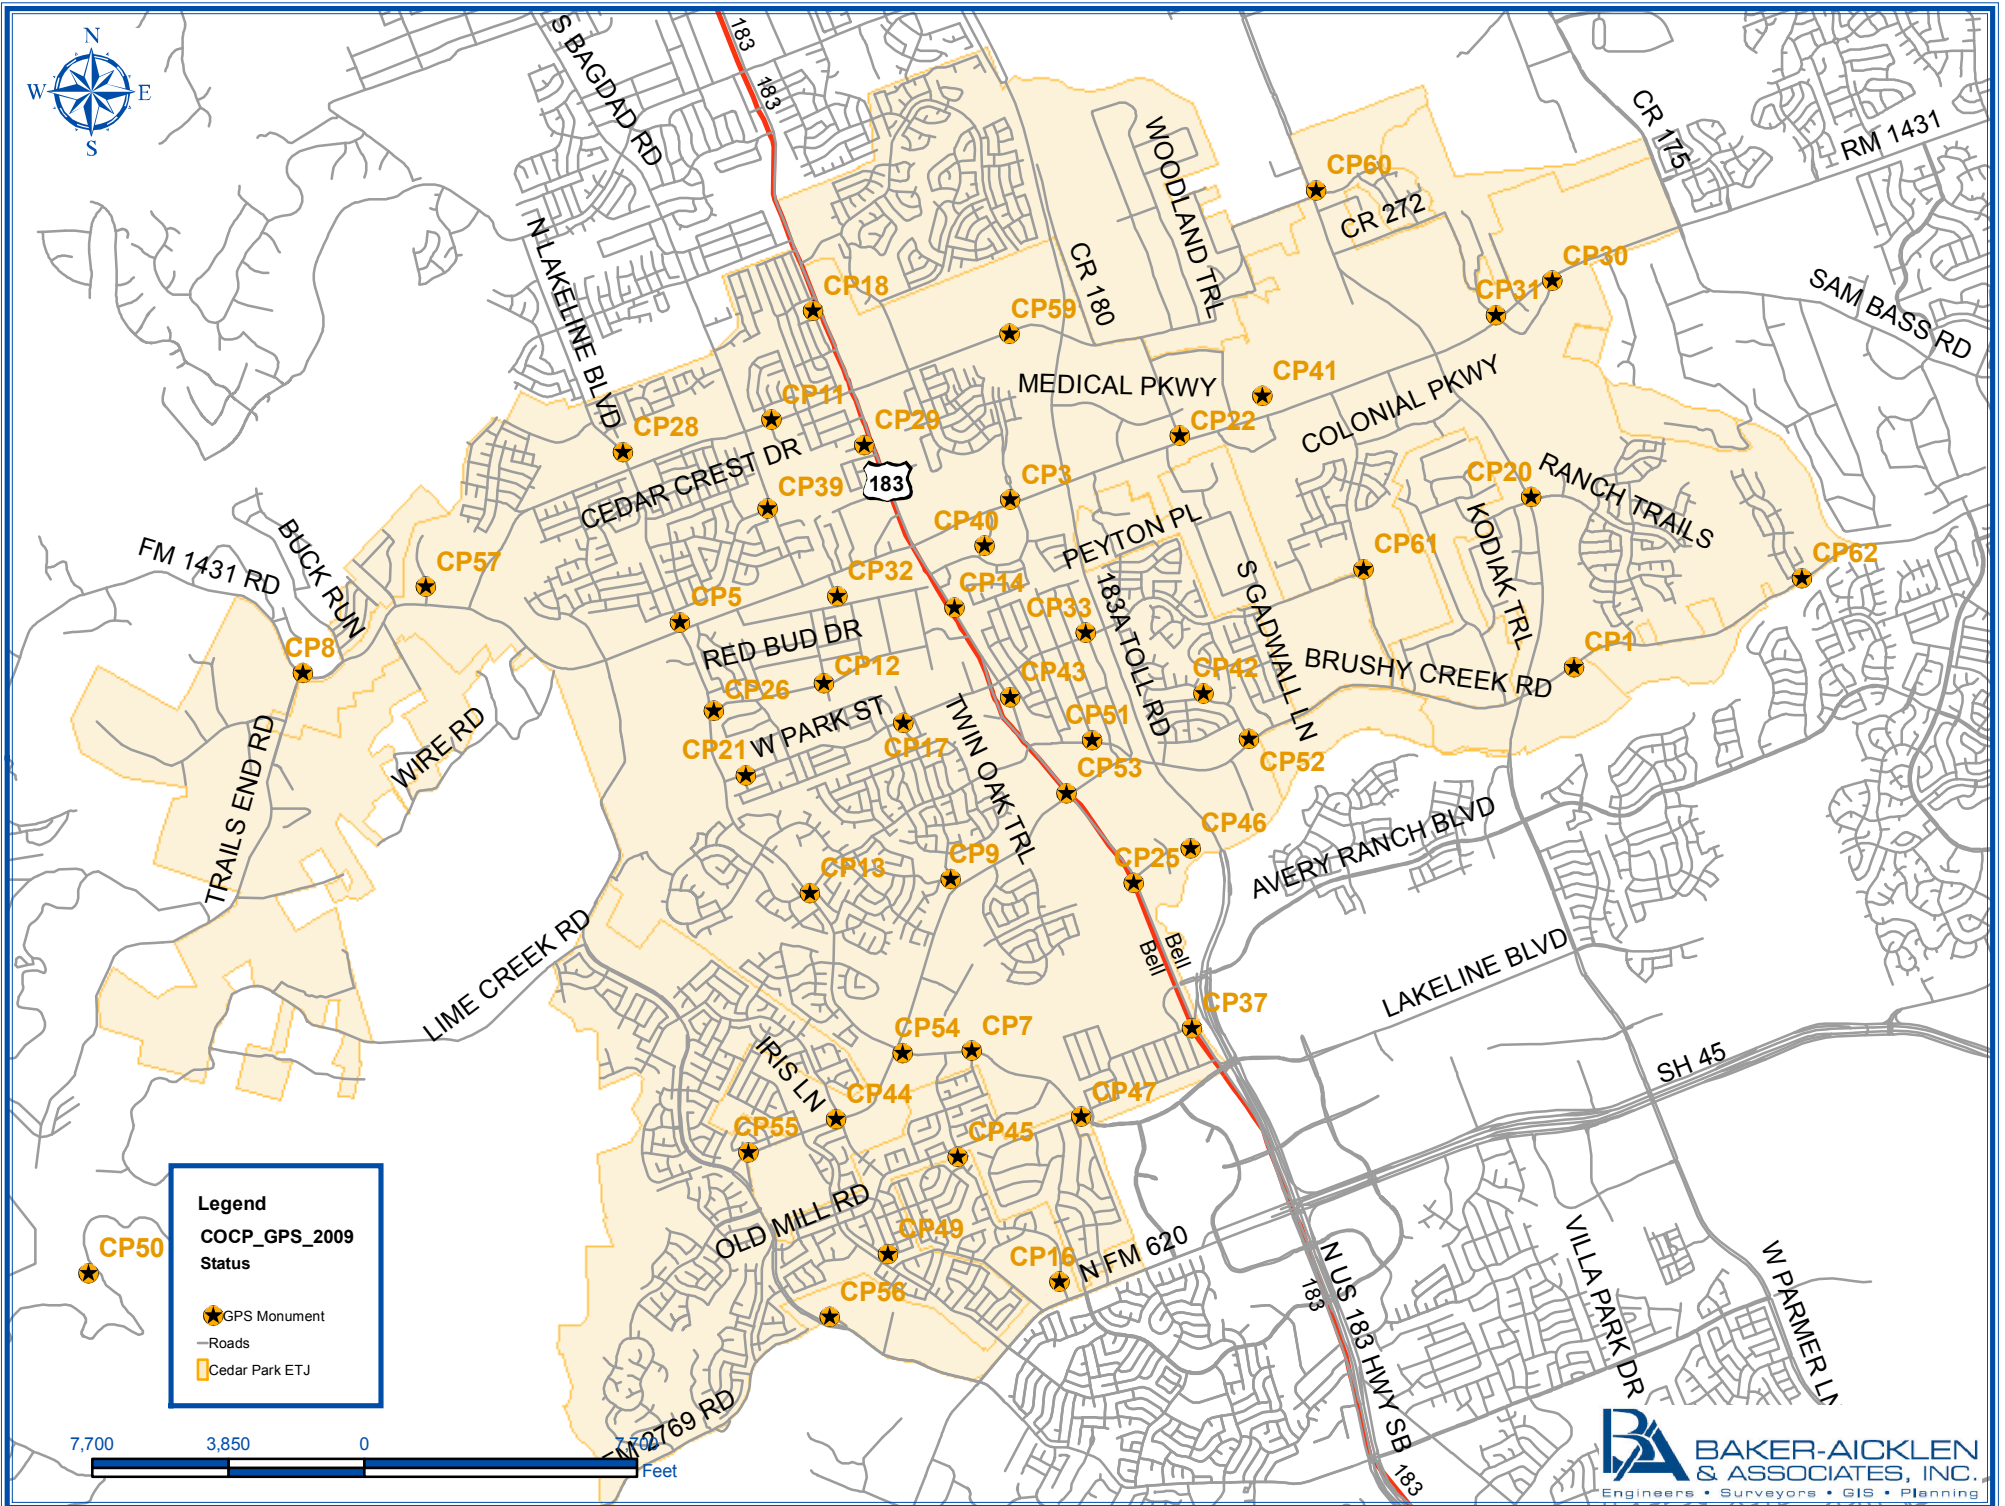 N
W
E
S
S BAGDAD RD
183
183
N LAKELINE BLVD
WOODLAND TRL
CR 175
RM 1431
CP60
CR 272
CR 180
CP30
CP31
SAM BASS RD
CP18
CP59
MEDICAL PKWY
CP41
COLONIAL PKWY
CP11
CP29
CP22
CP28
CEDAR CREST DR
183
CP39
CP3
CP20
RANCH TRAILS
CP40
PEYTON PL
KODIAK TRL
CP61
CP62
FM 1431 RD
BUCK RUN
CP57
CP32
CP5
CP14
CP33
183A TOLL RD
S GADWALL LN
RED BUD DR
CP8
CP12
CP26
CP43
CP42
BRUSHY CREEK RD
CP1
W PARK ST
CP17
TWIN OAK TRL
CP51
CP21
CP52
WIRE RD
TRAILS END RD
CP53
CP46
AVERY RANCH BLVD
CP9
CP25
CP13
LIME CREEK RD
Bell
Bell
LAKELINE BLVD
CP37
CP54
CP7
IRIS LN
SH 45
CP44
CP47
CP55
CP45
OLD MILL RD
CP49
CP16
N FM 620
CP56
CP50
N US 183 HWY SB
183
VILLA PARK DR
W PARMER LN
FM 2769 RD
183
Legend
COCP_GPS_2009
Status
GPS Monument
Roads
Cedar Park ETJ
7,700
3,850
0
7,700
Feet
BA
BAKER-AICKLEN
& ASSOCIATES, INC.
Engineers • Surveyors • GIS • Planning